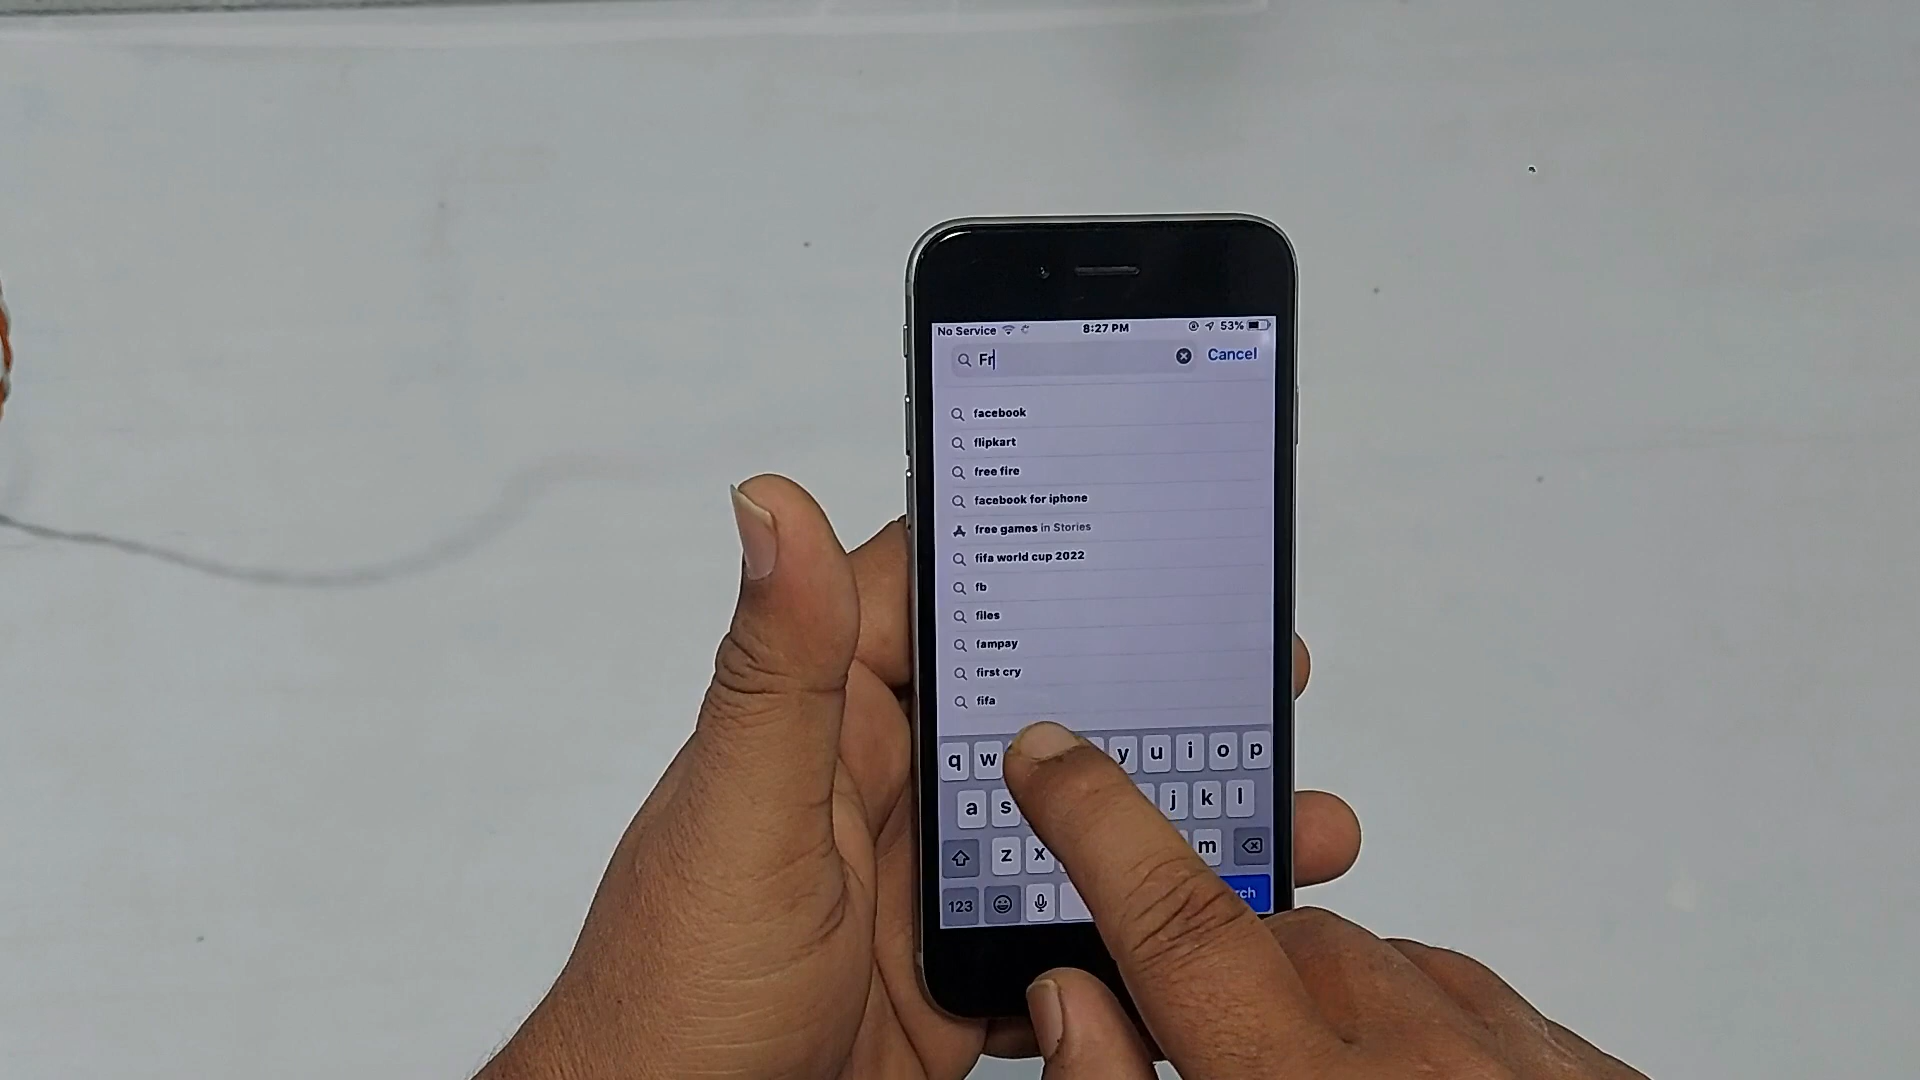 No Service 8:27 PM 53%
Fr Cancel
facebook
flipkart
free fire
facebook for iphone
free games in Stories
fifa world cup 2022
fb
files
fampay
first cry
fifa
q w y u i o p
a s j k l
z x m
123 rch